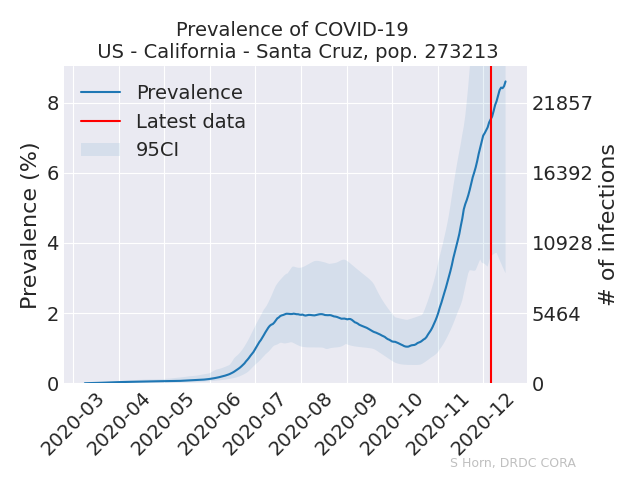 Prevalence of COVID-19
US - California - Santa Cruz, pop. 273213
Prevalence
Latest data
95CI
Prevalence (%)
8
6
4
2
0
21857
16392
10928
5464
0
# of infections
2020-03
2020-04
2020-05
2020-06
2020-07
2020-08
2020-09
2020-10
2020-11
2020-12
S Horn, DRDC CORA